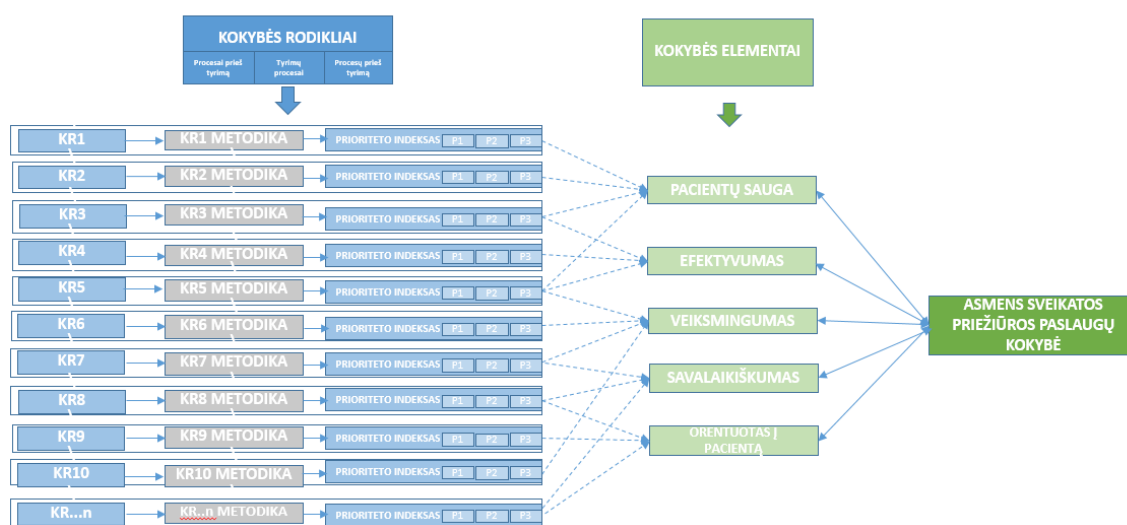 KOKYBĖS RODIKLIAI
Procesai prieš
tyrimą
Tyrimų
procesai
Procesų prieš
tyrimą
KOKYBĖS ELEMENTAI
KR1
KR1 METODIKA
PRIORITETO INDEKSAS P1 P2 P3
KR2
KR2 METODIKA
PRIORITETO INDEKSAS P1 P2 P3
KR3
KR3 METODIKA
PRIORITETO INDEKSAS P1 P2 P3
KR4
KR4 METODIKA
PRIORITETO INDEKSAS P1 P2 P3
KR5
KR5 METODIKA
PRIORITETO INDEKSAS P1 P2 P3
KR6
KR6 METODIKA
PRIORITETO INDEKSAS P1 P2 P3
KR7
KR7 METODIKA
PRIORITETO INDEKSAS P1 P2 P3
KR8
KR8 METODIKA
PRIORITETO INDEKSAS P1 P2 P3
KR9
KR9 METODIKA
PRIORITETO INDEKSAS P1 P2 P3
KR10
KR10 METODIKA
PRIORITETO INDEKSAS P1 P2 P3
KR...n
KR..n METODIKA
PRIORITETO INDEKSAS P1 P2 P3
PACIENTŲ SAUGA
EFEKTYVUMAS
VEIKSMINGUMAS
SAVALAIKIŠKUMAS
ORENTUOTAS Į
PACIENTĄ
ASMENS SVEIKATOS
PRIEŽIŪROS PASLAUGŲ
KOKYBĖ